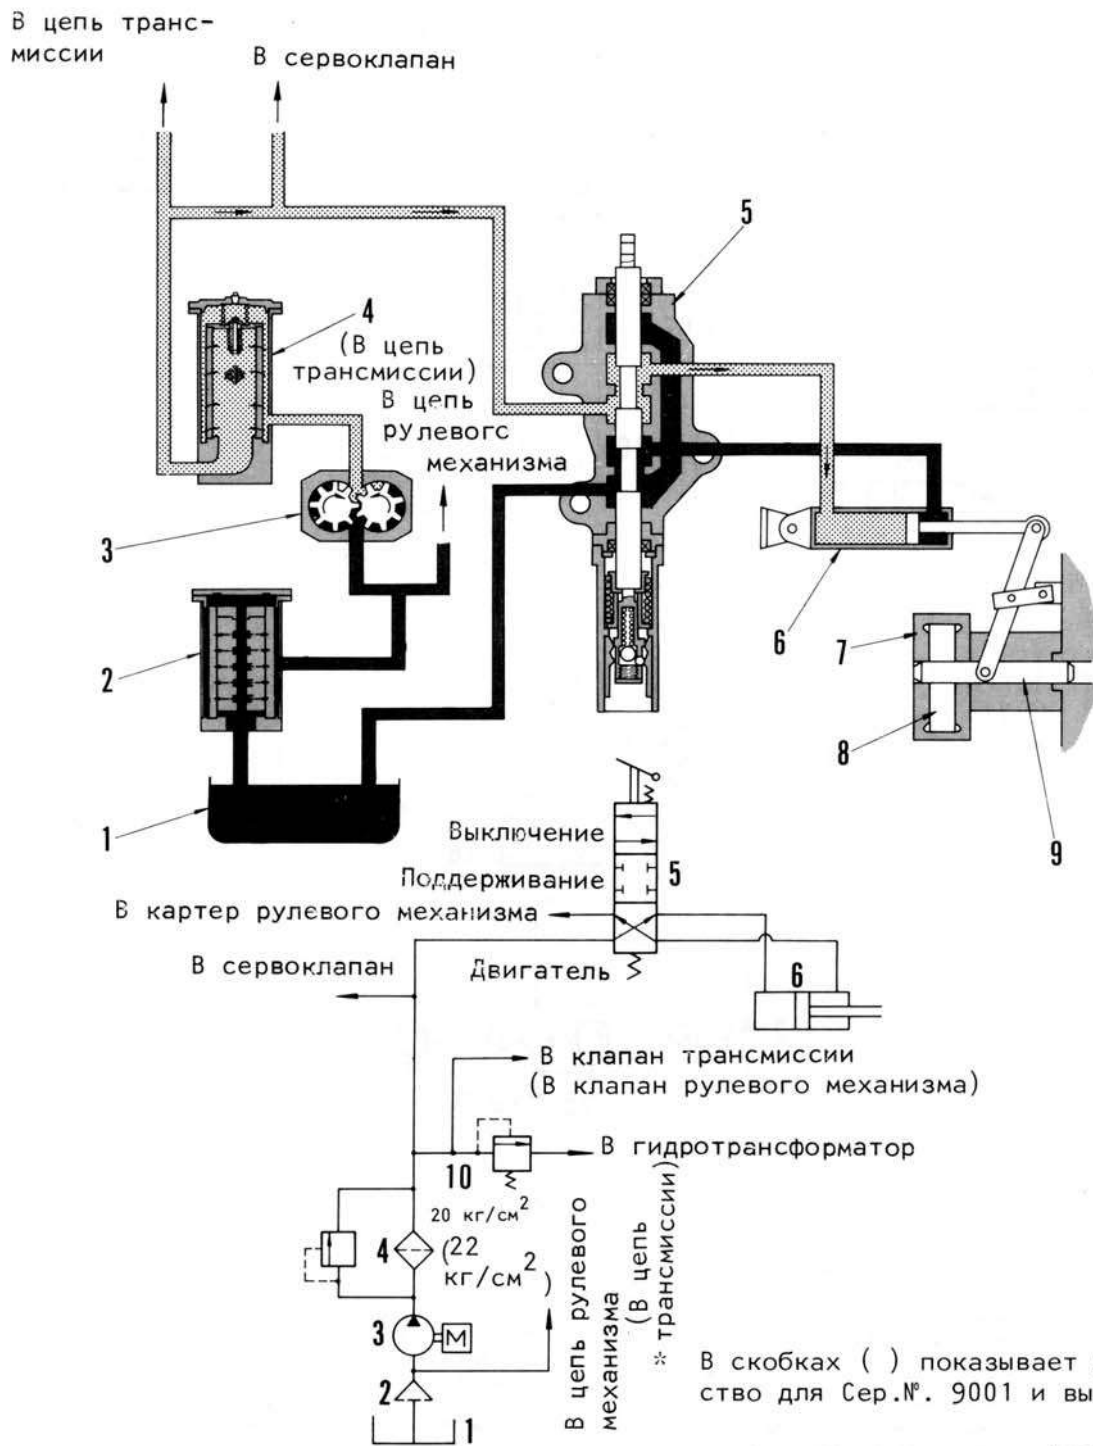 В цепь транс-
миссии
В сервоклапан
5
4
(В цепь
трансмиссии)
В цепь
рулевогс
механизма
3
2
6
7
8
1
9
Выключение
Поддерживание
5
В картер рулевого механизма
В сервоклапан
Двигатель
6
В клапан трансмиссии
(В клапан рулевого механизма)
В гидротрансформатор
10
20 кг/см²
4
(22
кг/см²)
3
M
2
1
В цепь рулевого
механизма
(В цепь
* трансмиссии)
В скобках ( ) показывает
ство для Сер.№. 9001 и вы